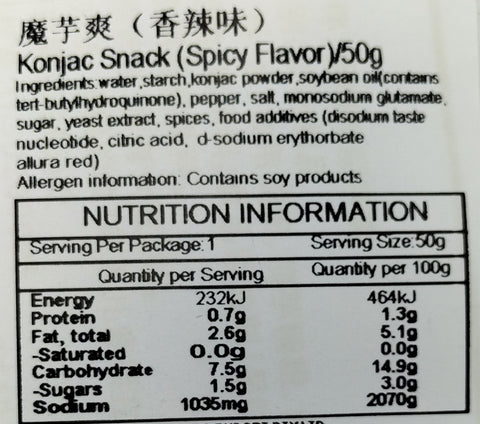 魔芋爽（香辣味）
Konjac Snack (Spicy Flavor)/50g
Ingredients:water,starch,konjac powder,soybean oil(contains
tert-butylhydroquinone), pepper, salt, monosodium glutamate,
sugar, yeast extract, spices, food additives (disodium taste
nucleotide, citric acid, d-sodium erythorbate
allura red)
Allergen information: Contains soy products
NUTRITION INFORMATION
Serving Per Package:1 Serving Size:50g
Quantity per Serving Quantity per 100g
Energy 232kJ 464kJ
Protein 0.7g 1.3g
Fat, total 2.6g 5.1g
-Saturated 0.0g 0.0g
Carbohydrate 7.5g 14.9g
-Sugars 1.5g 3.0g
Sodium 1035mg 2070g